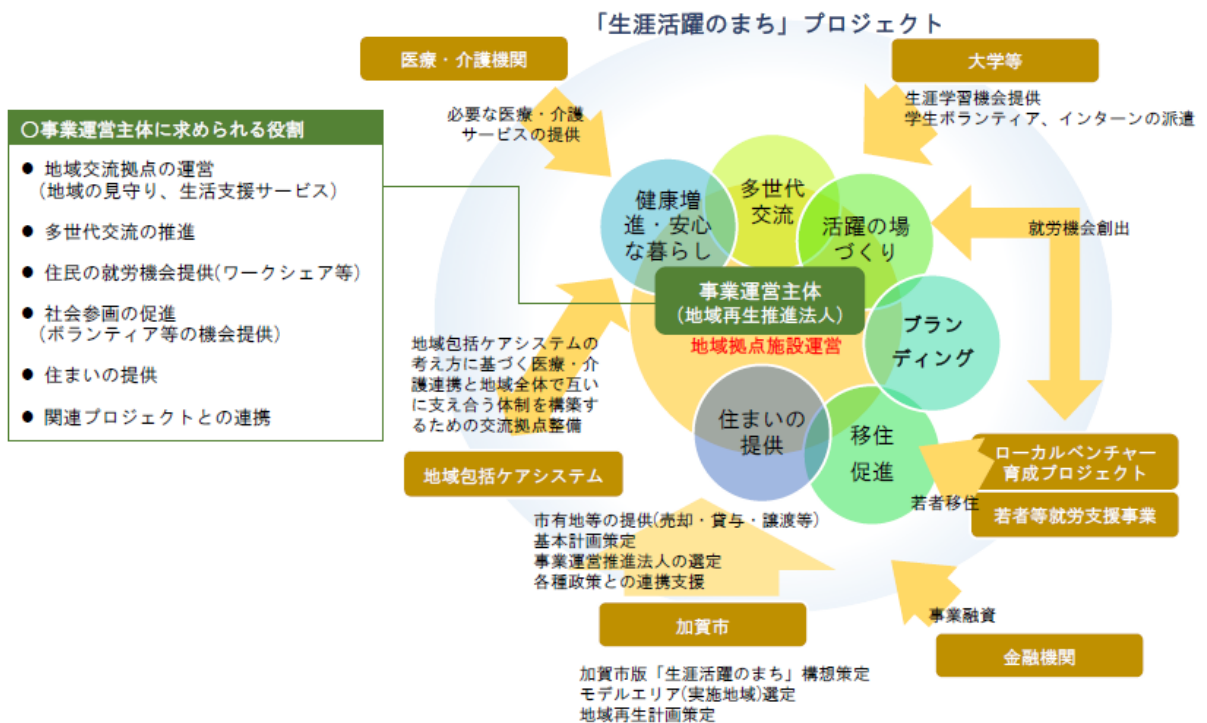 「生涯活躍のまち」プロジェクト
医療・介護機関
必要な医療・介護
サービスの提供
大学等
生涯学習機会提供
学生ボランティア、インターンの派遣
〇事業運営主体に求められる役割
● 地域交流拠点の運営
(地域の見守り、生活支援サービス)
● 多世代交流の推進
● 住民の就労機会提供(ワークシェア等)
● 社会参画の促進
(ボランティア等の機会提供)
● 住まいの提供
● 関連プロジェクトとの連携
健康増
進・安心
な暮らし
多世代
交流
活躍の場
づくり
就労機会創出
事業運営主体
(地域再生推進法人)
地域拠点施設運営
ブラン
ディング
住まいの
提供
移住
促進
地域包括ケアシステムの
考え方に基づく医療・介
護連携と地域全体で互い
に支え合う体制を構築す
るための交流拠点整備
地域包括ケアシステム
ローカルベンチャー
育成プロジェクト
若者移住
若者等就労支援事業
市有地等の提供(売却・貸与・譲渡等)
基本計画策定
事業運営推進法人の選定
各種政策との連携支援
加賀市
加賀市版「生涯活躍のまち」構想策定
モデルエリア(実施地域)選定
地域再生計画策定
事業融資
金融機関